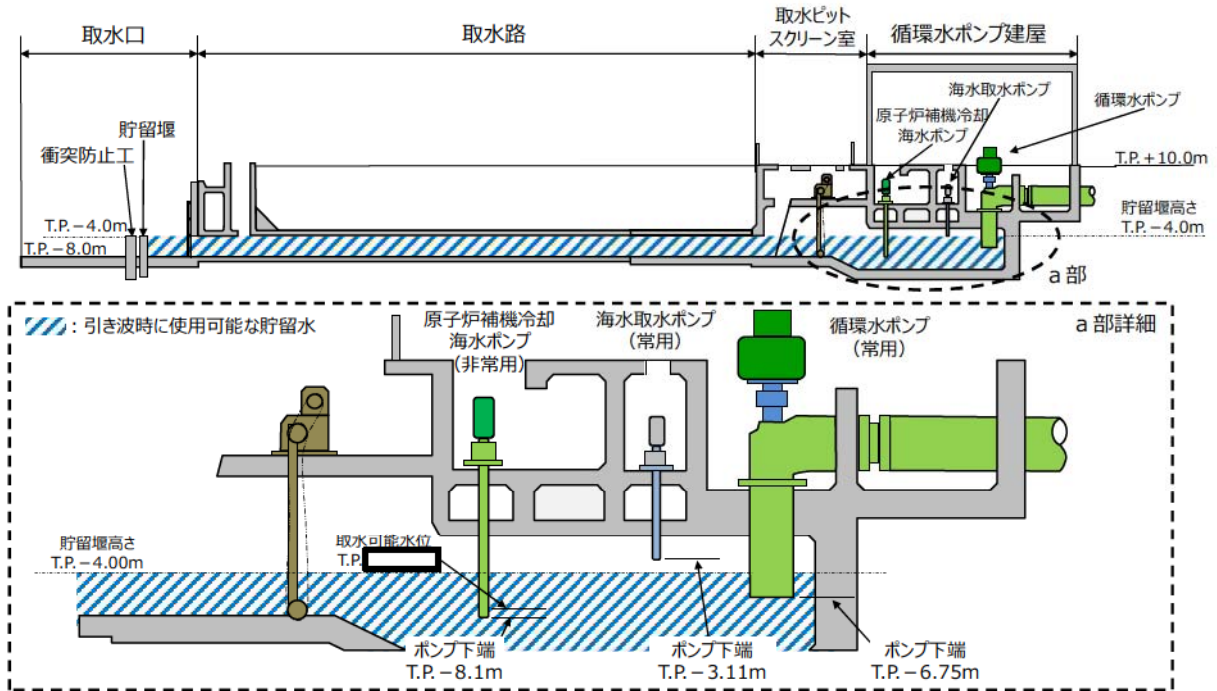 取水口
取水路
取水ピット
スクリーン室
循環水ポンプ建屋
海水取水ポンプ
原子炉補機冷却
海水ポンプ
循環水ポンプ
貯留堰
衝突防止工
T.P.+10.0m
T.P.-4.0m
T.P.-8.0m
貯留堰高さ
T.P.-4.0m
a部
:引き波時に使用可能な貯留水
a部詳細
原子炉補機冷却
海水ポンプ
(非常用)
海水取水ポンプ
(常用)
循環水ポンプ
(常用)
貯留堰高さ
T.P.-4.00m
取水可能水位
T.P.
ポンプ下端
T.P.-8.1m
ポンプ下端
T.P.-3.11m
ポンプ下端
T.P.-6.75m